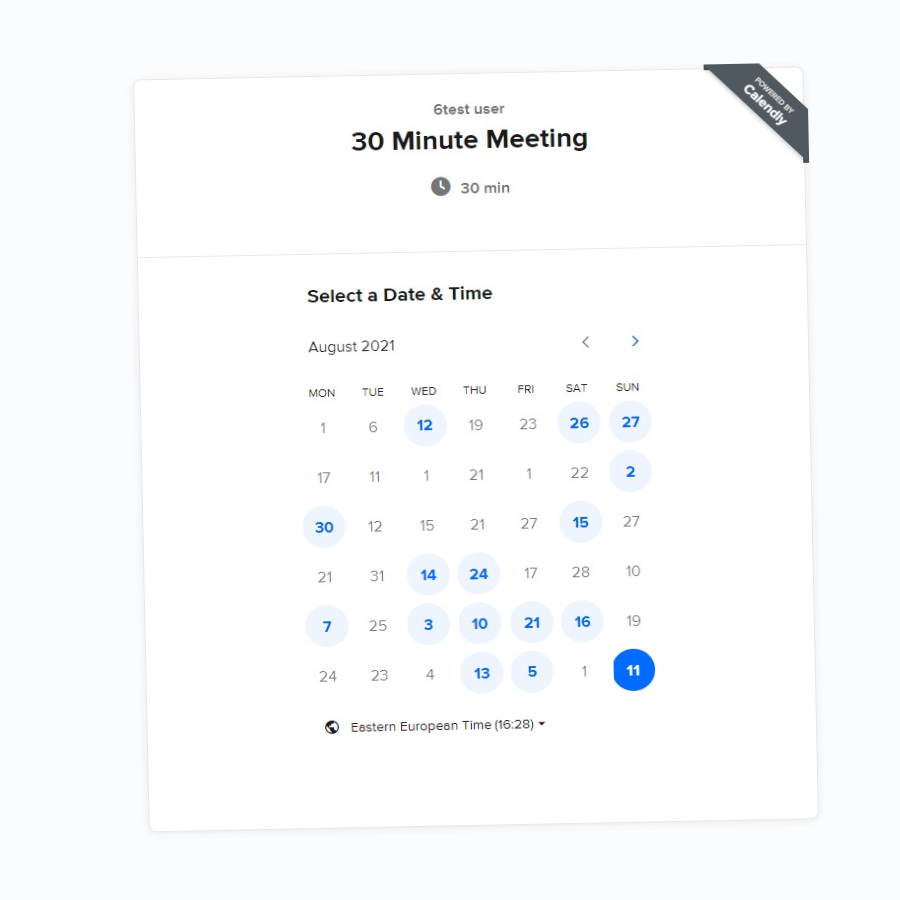 POWERED BY
Calendly
6test user
30 Minute Meeting
30 min
Select a Date & Time
August 2021
MON TUE WED THU FRI SAT SUN
1 6 12 19 23 26 27
17 11 1 21 1 22 2
30 12 15 21 27 15 27
21 31 14 24 17 28 10
7 25 3 10 21 16 19
24 23 4 13 5 1 11
Eastern European Time (16:28)